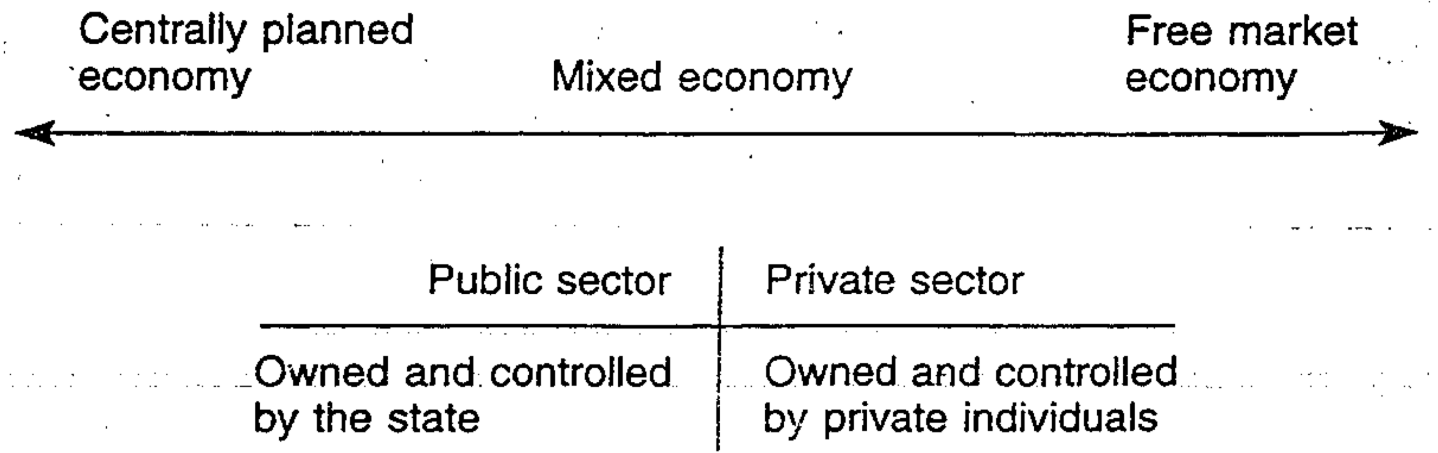 Centrally planned
economy
Mixed economy
Free market
economy
Public sector
Private sector
Owned and controlled
by the state
Owned and controlled
by private individuals